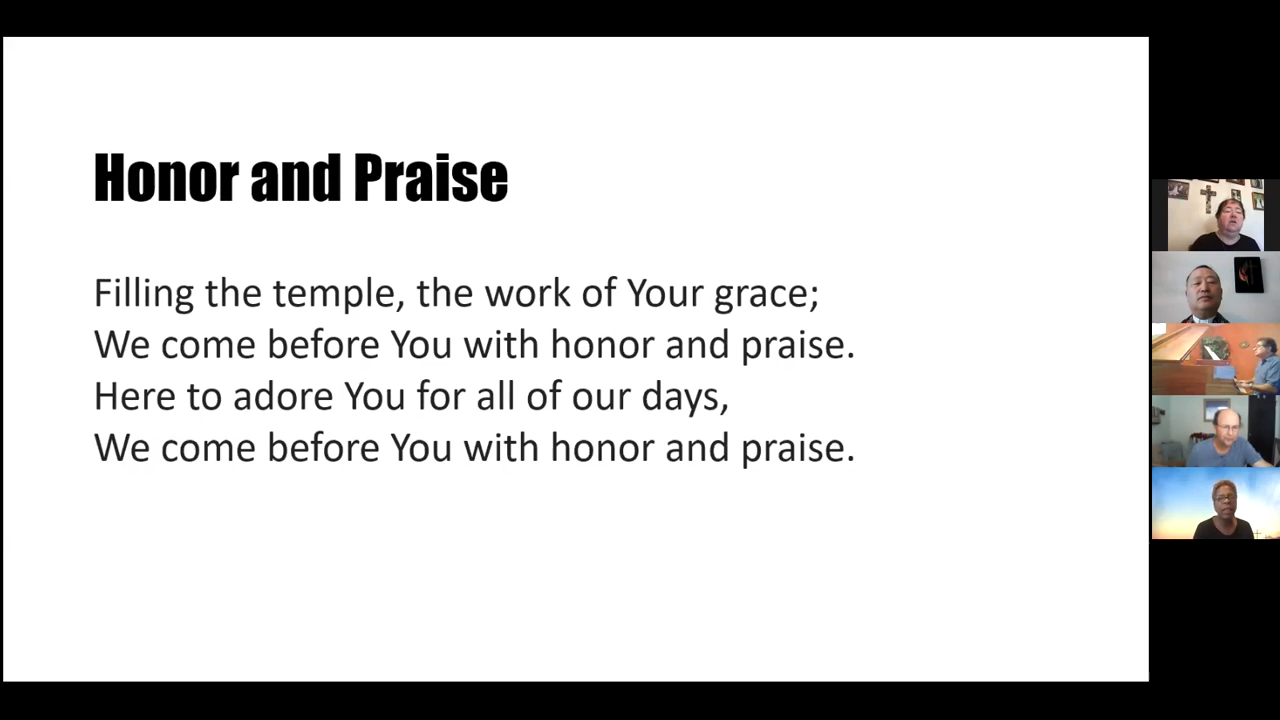 Honor and Praise
Filling the temple, the work of Your grace;
We come before You with honor and praise.
Here to adore You for all of our days,
We come before You with honor and praise.